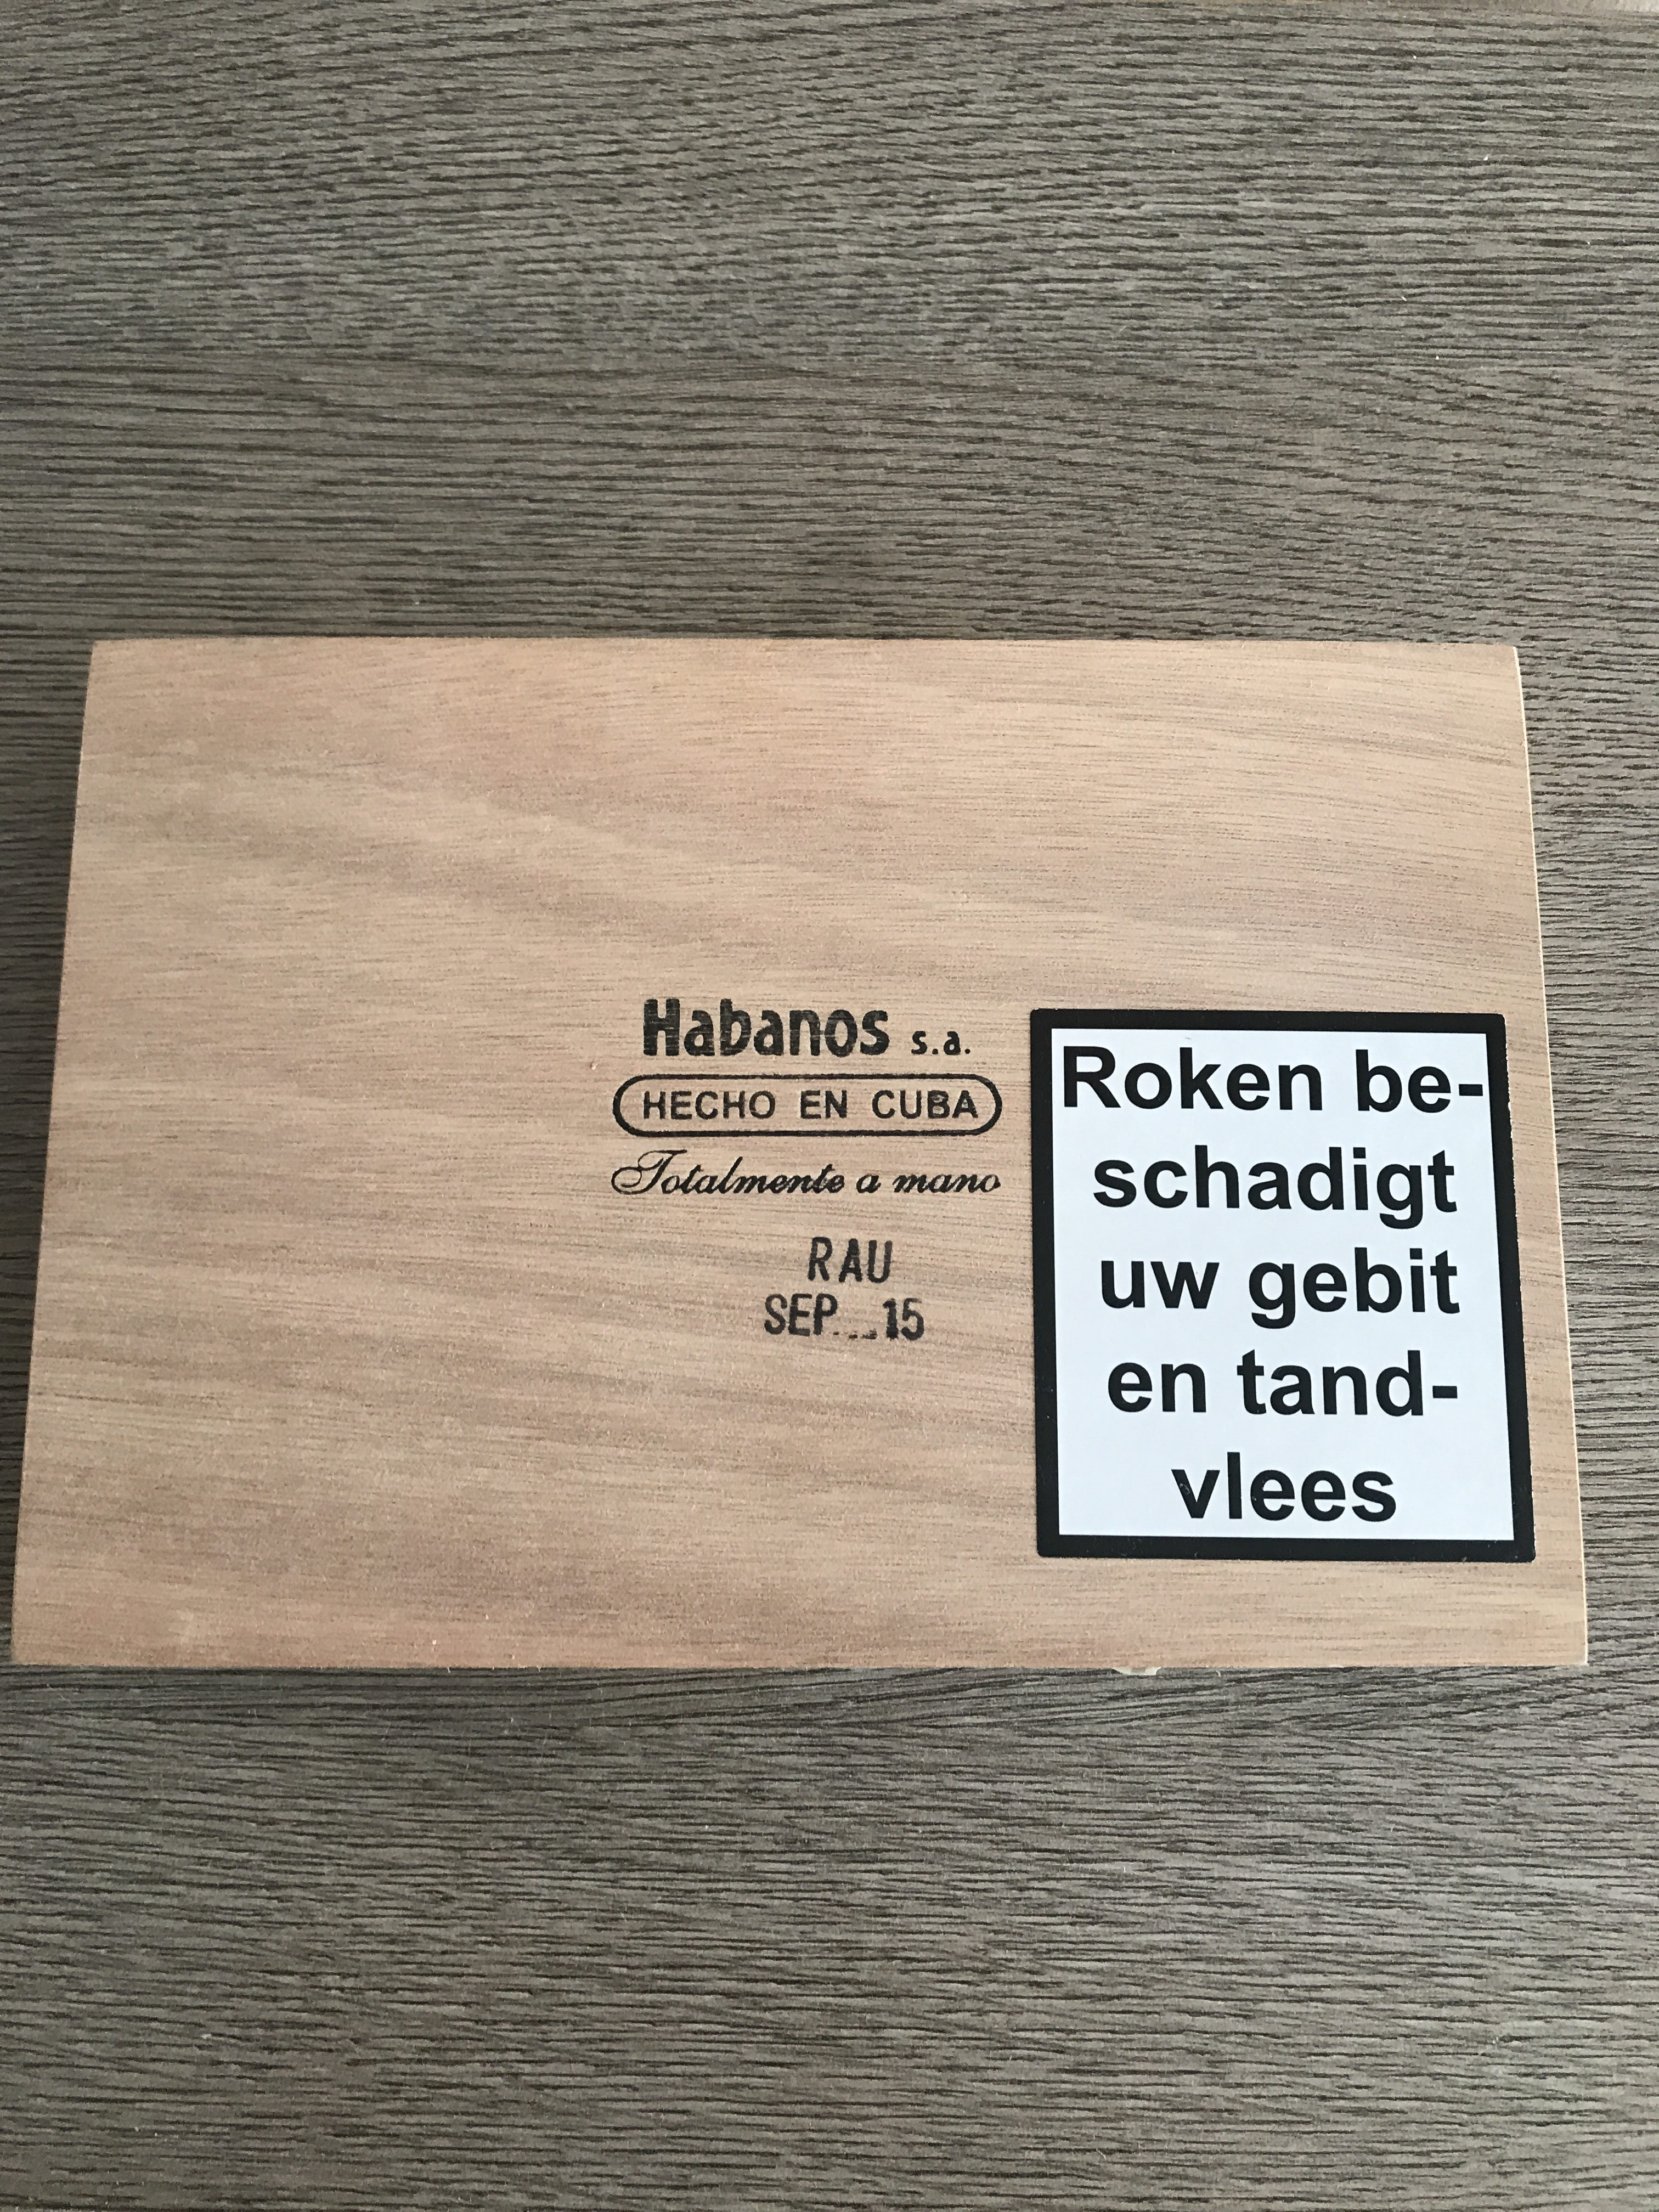 Habanos s.a.
HECHO EN CUBA
Totalmente a mano
RAU
SEP...15
Roken be-
schadigt
uw gebit
en tand-
vlees